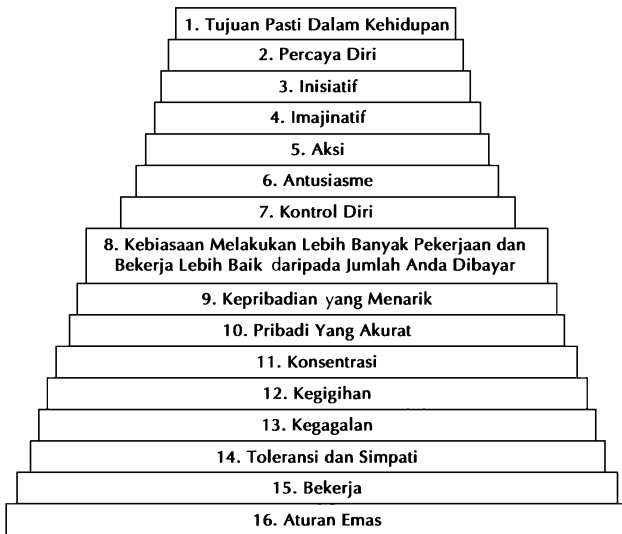 1. Tujuan Pasti Dalam Kehidupan
2. Percaya Diri
3. Inisiatif
4. Imajinatif
5. Aksi
6. Antusiasme
7. Kontrol Diri
8. Kebiasaan Melakukan Lebih Banyak Pekerjaan dan
Bekerja Lebih Baik daripada Jumlah Anda Dibayar
9. Kepribadian yang Menarik
10. Pribadi Yang Akurat
11. Konsentrasi
12. Kegigihan
13. Kegagalan
14. Toleransi dan Simpati
15. Bekerja
16. Aturan Emas